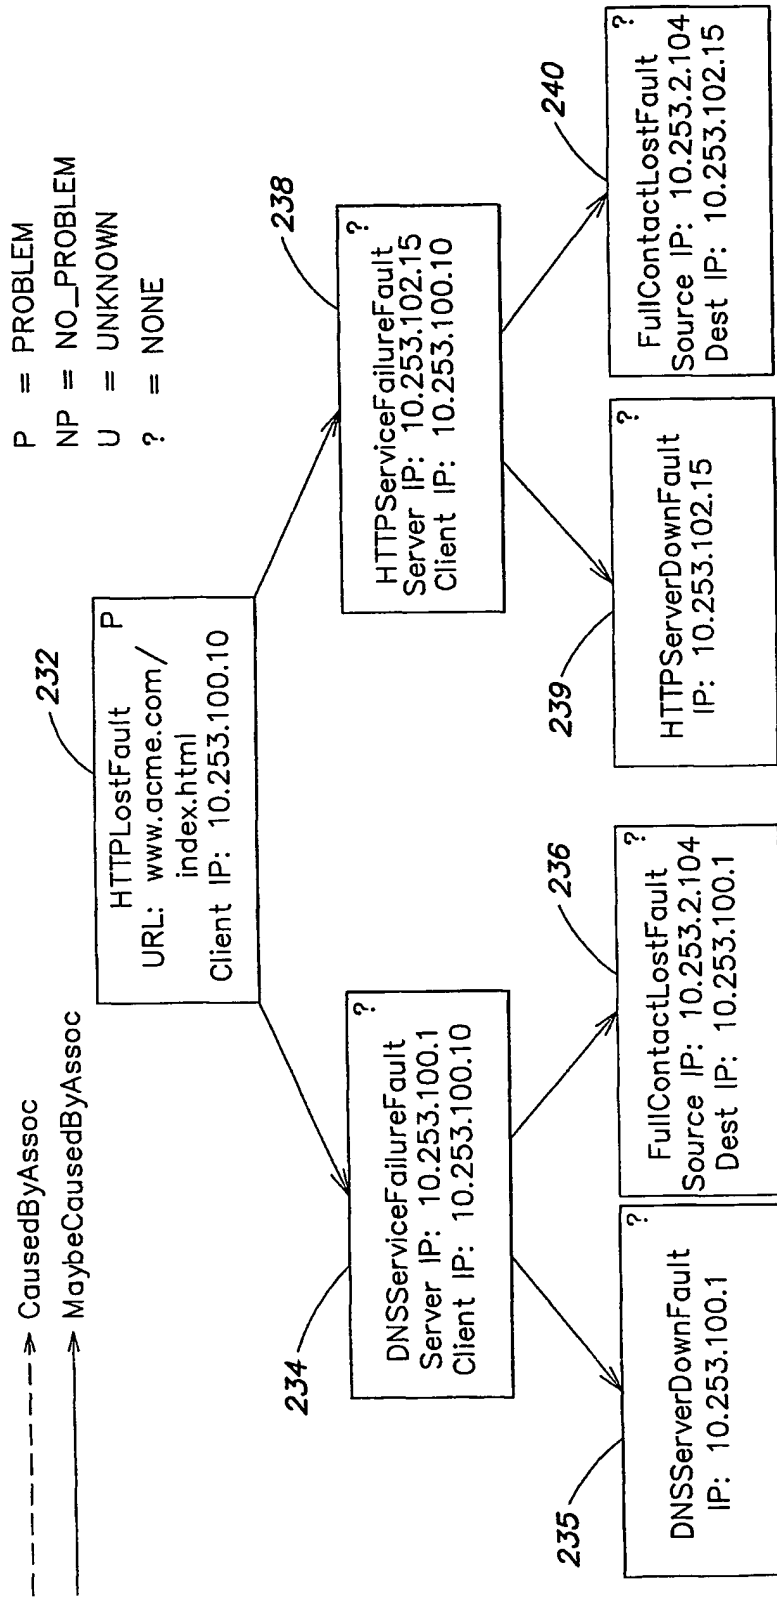 CausedByAssoc
MaybeCausedByAssoc
P = PROBLEM
NP = NO_PROBLEM
U = UNKNOWN
? = NONE
232
HTTPLostFault
P
URL: www.acme.com/
index.html
Client IP: 10.253.100.10
234
DNSServiceFailureFault
?
Server IP: 10.253.100.1
Client IP: 10.253.100.10
238
HTTPServiceFailureFault
?
Server IP: 10.253.102.15
Client IP: 10.253.100.10
235
DNSServerDownFault
?
IP: 10.253.100.1
236
FullContactLostFault
?
Source IP: 10.253.2.104
Dest IP: 10.253.100.1
239
HTTPServerDownFault
?
IP: 10.253.102.15
240
FullContactLostFault
?
Source IP: 10.253.2.104
Dest IP: 10.253.102.15